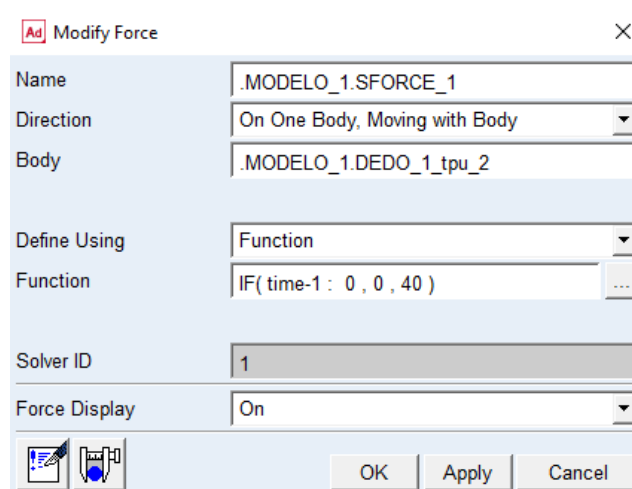 Ad Modify Force
Name .MODELO_1.SFORCE_1
Direction On One Body, Moving with Body
Body .MODELO_1.DEDO_1_tpu_2
Define Using Function
Function IF( time-1 : 0 , 0 , 40 ) ...
Solver ID 1
Force Display On
OK Apply Cancel